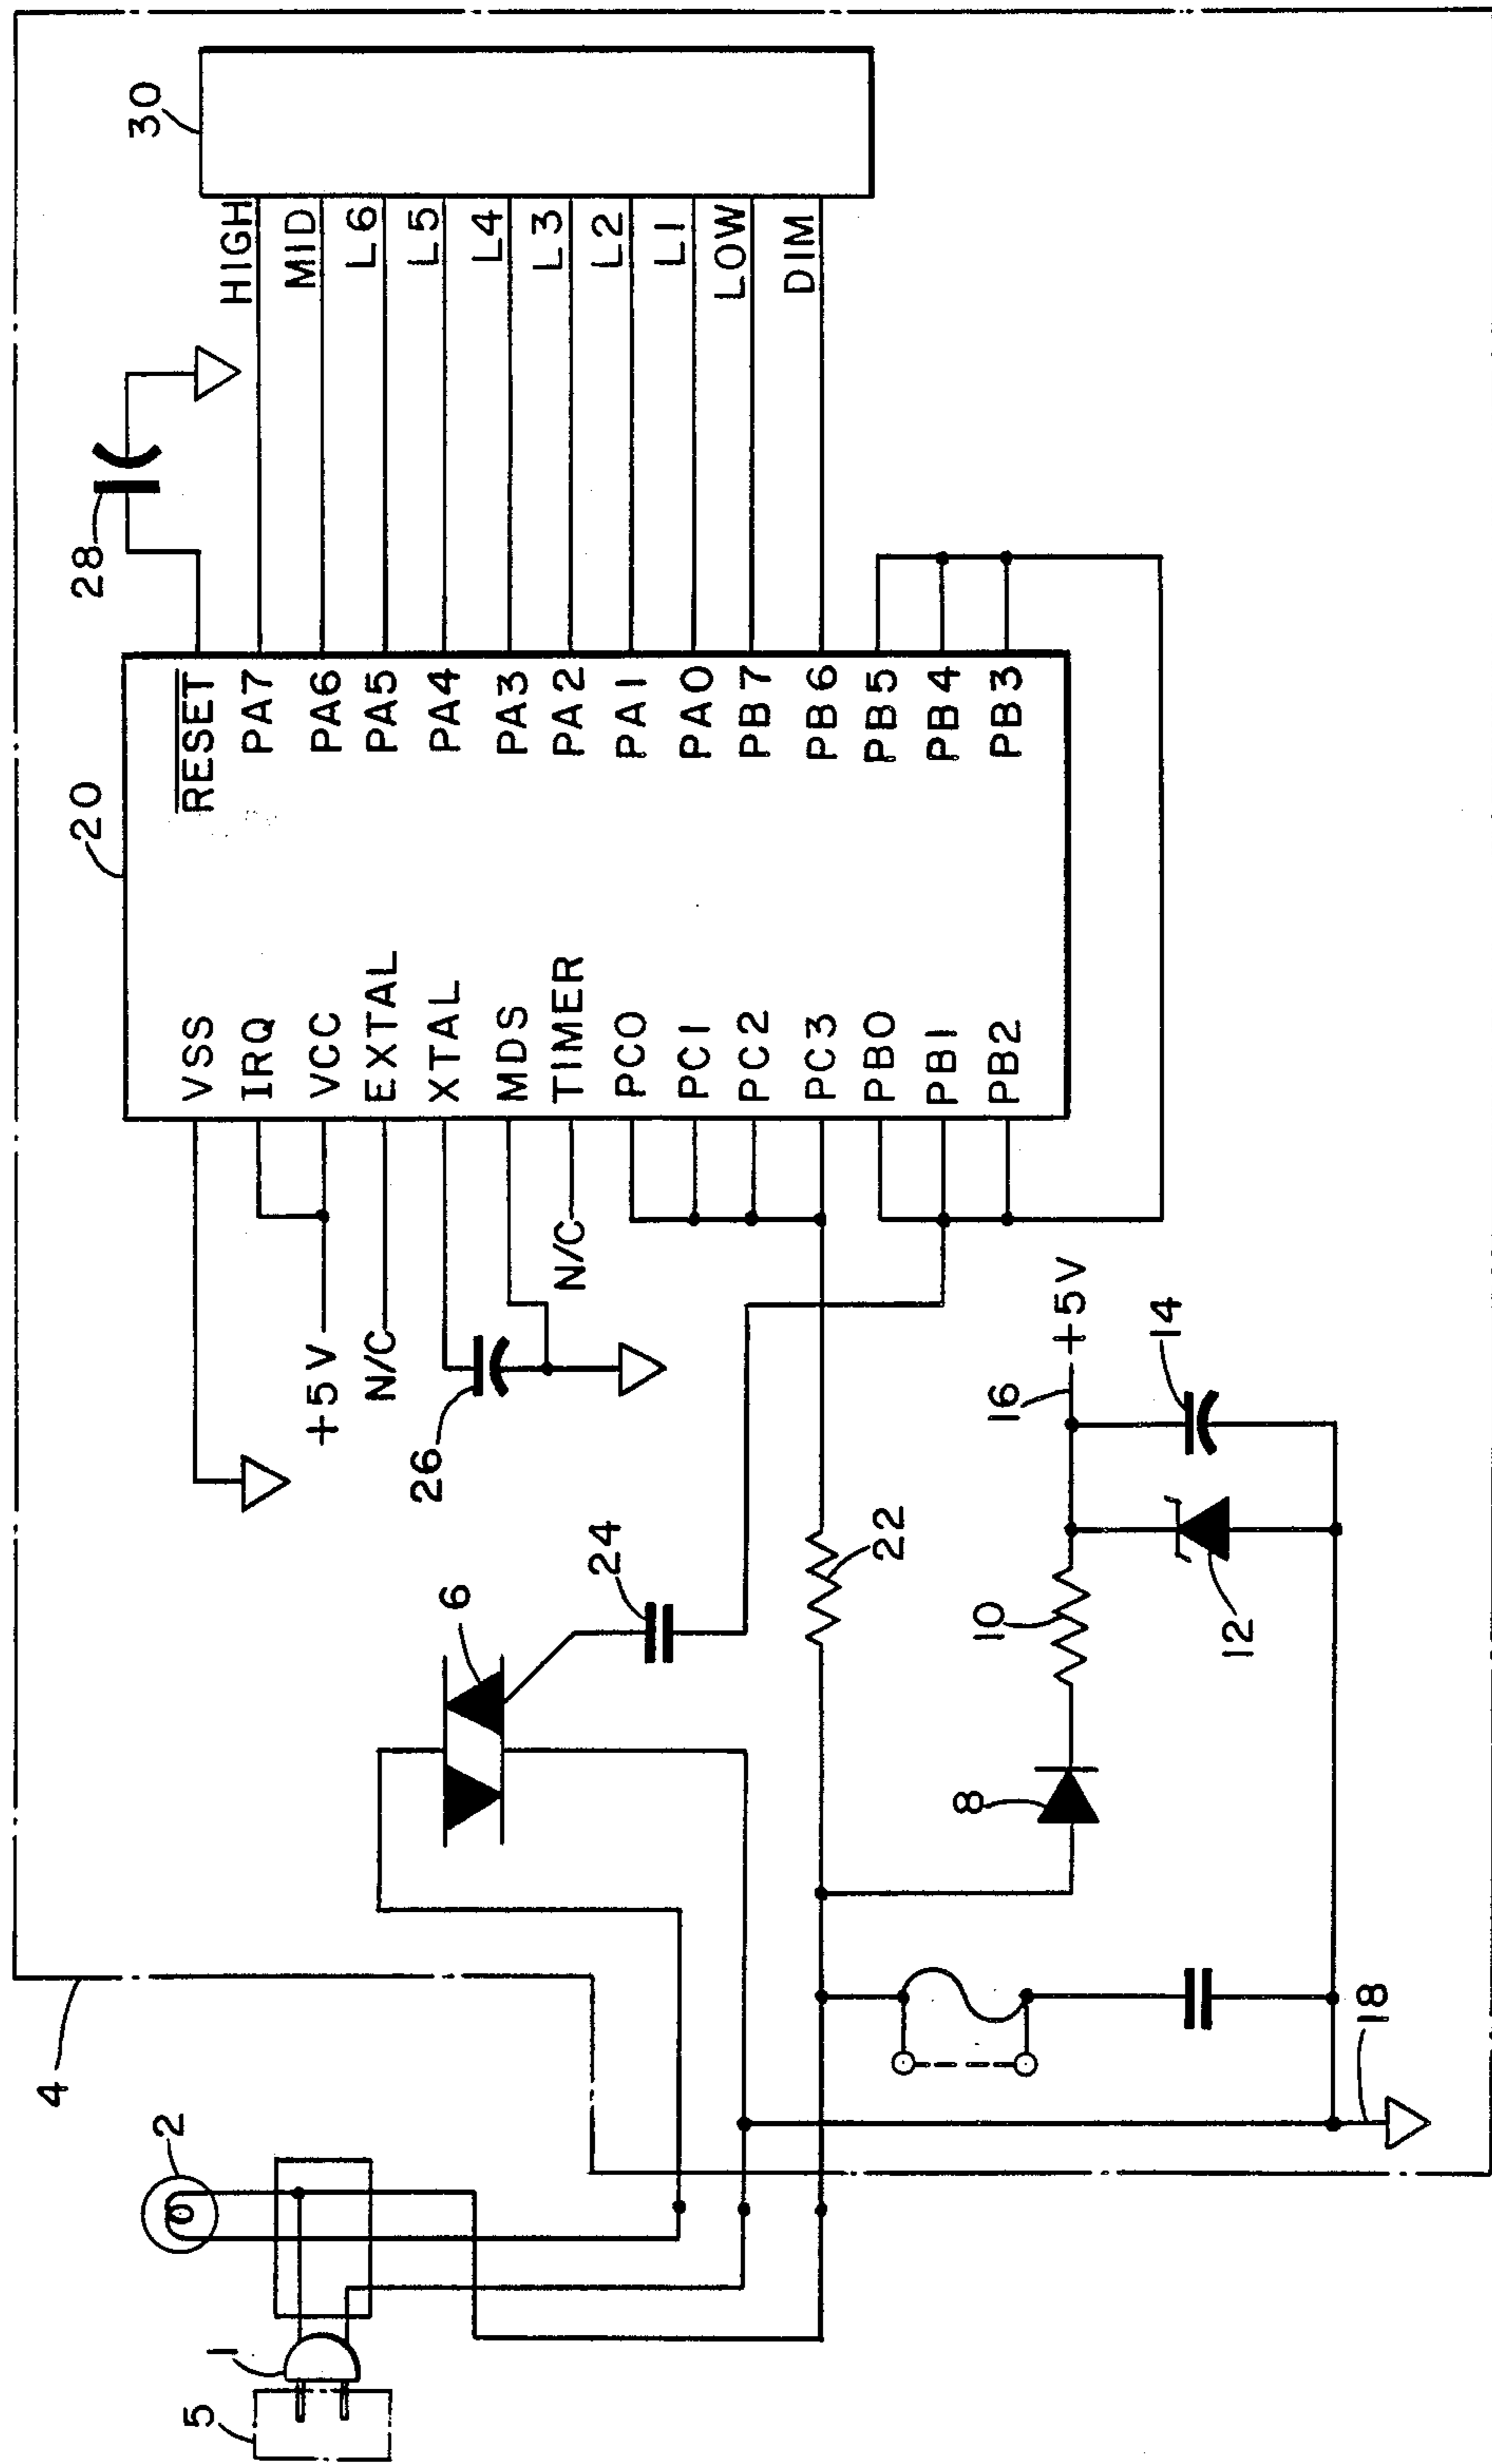 5
1
2
4
6
24
26
+5V
N/C
N/C
20
VSS
IRQ
VCC
EXTAL
XTAL
MDS
TIMER
PC0
PC1
PC2
PC3
PB0
PB1
PB2
RESET
PA7
PA6
PA5
PA4
PA3
PA2
PA1
PA0
PB7
PB6
PB5
PB4
PB3
28
HIGH
MID
L6
L5
L4
L3
L2
L1
LOW
DIM
30
22
8
10
12
16
+5V
14
18